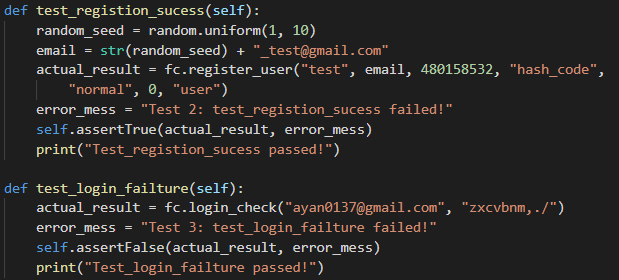 def test_registion_sucess(self):
random_seed = random.uniform(1, 10)
email = str(random_seed) + "_test@gmail.com"
actual_result = fc.register_user("test", email, 480158532, "hash_code",
"normal", 0, "user")
error_mess = "Test 2: test_registion_sucess failed!"
self.assertTrue(actual_result, error_mess)
print("Test_registion_sucess passed!")
def test_login_failture(self):
actual_result = fc.login_check("ayan0137@gmail.com", "zxcvbnm,./")
error_mess = "Test 3: test_login_failture failed!"
self.assertFalse(actual_result, error_mess)
print("Test_login_failture passed!")